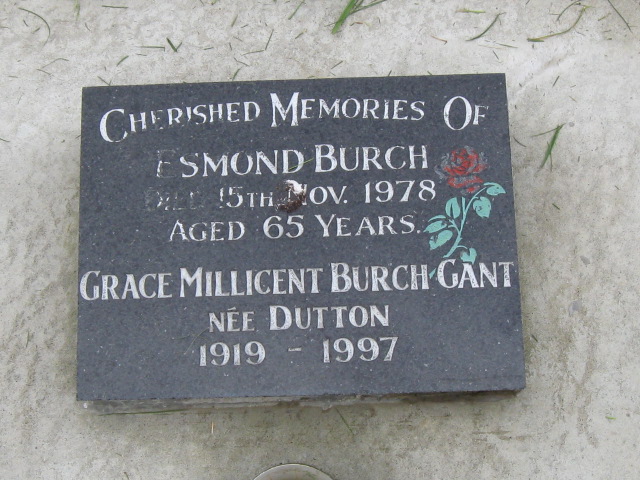 CHERISHED MEMORIES OF
ESMOND BURCH
DIED 15TH NOV. 1978
AGED 65 YEARS.
GRACE MILLICENT BURCH-GANT
NÉE DUTTON
1919 - 1997